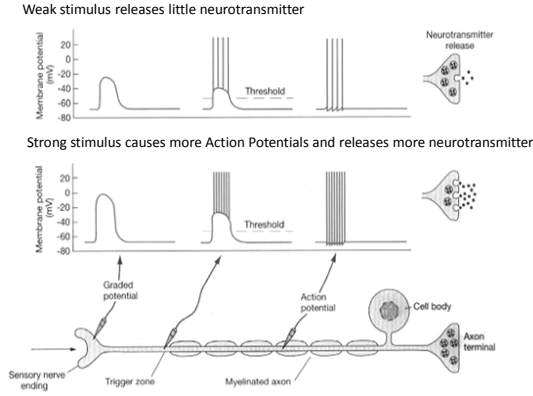 Weak stimulus releases little neurotransmitter
Neurotransmitter
release
Membrane potential
(mV)
20
0
-20
-40
-60
-80
Threshold
Strong stimulus causes more Action Potentials and releases more neurotransmitter
Membrane potential
(mV)
20
0
-20
-40
-60
-80
Threshold
Graded
potential
Action
potential
Cell body
Axon
terminal
Sensory nerve
ending
Trigger zone
Myelinated axon